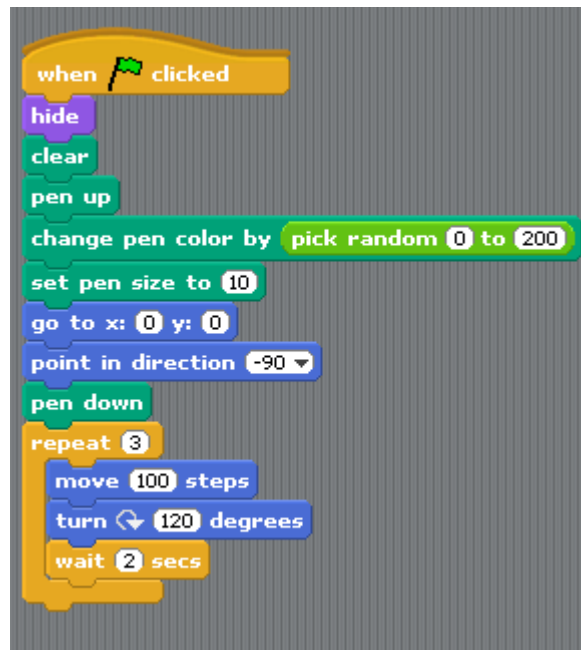 when clicked
hide
clear
pen up
change pen color by pick random 0 to 200
set pen size to 10
go to x: 0 y: 0
point in direction -90
pen down
repeat 3
move 100 steps
turn 120 degrees
wait 2 secs